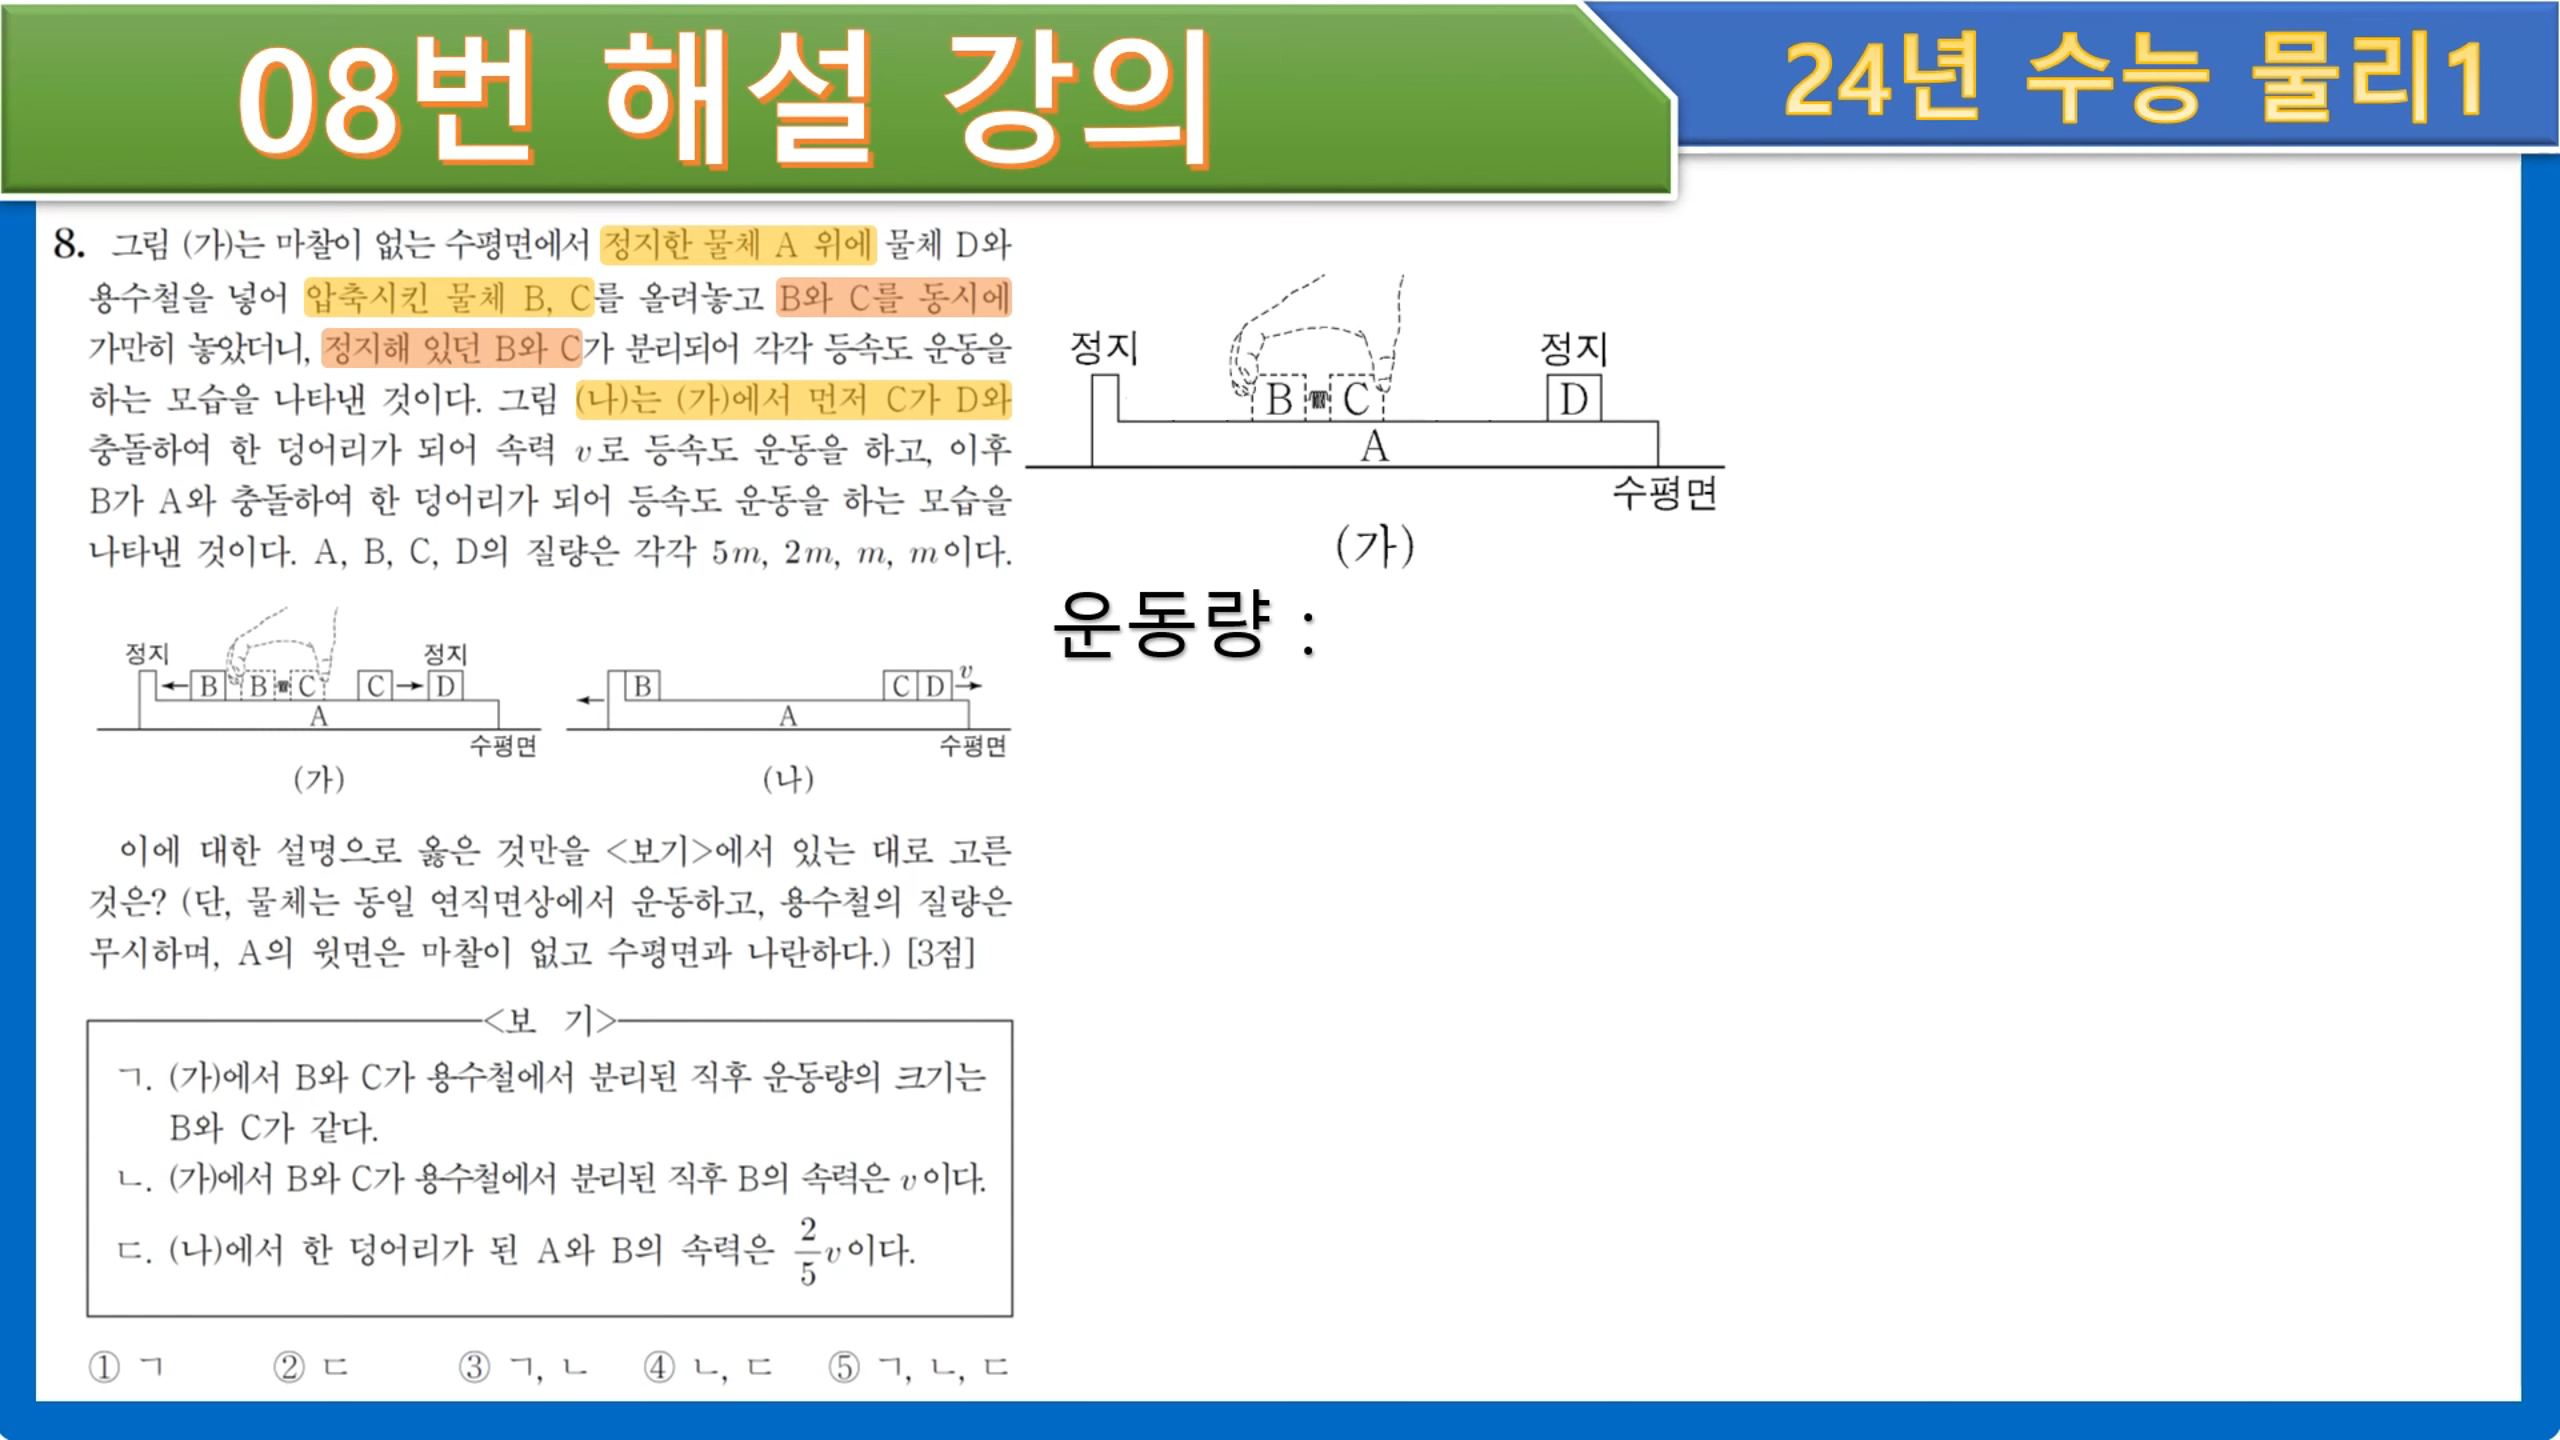 08번 해설 강의
24년 수능 물리1
8. 그림 (가)는 마찰이 없는 수평면에서 정지한 물체 A 위에 물체 D와
용수철을 넣어 압축시킨 물체 B, C를 올려놓고 B와 C를 동시에
가만히 놓았더니, 정지해 있던 B와 C가 분리되어 각각 등속도 운동을
하는 모습을 나타낸 것이다. 그림 (나)는 (가)에서 먼저 C가 D와
충돌하여 한 덩어리가 되어 속력 v로 등속도 운동을 하고, 이후
B가 A와 충돌하여 한 덩어리가 되어 등속도 운동을 하는 모습을
나타낸 것이다. A, B, C, D의 질량은 각각 5m, 2m, m, m이다.
정지 정지
B B C C D
A
수평면
(가)
B C D v
A
수평면
(나)
이에 대한 설명으로 옳은 것만을 <보기>에서 있는 대로 고른
것은? (단, 물체는 동일 연직면상에서 운동하고, 용수철의 질량은
무시하며, A의 윗면은 마찰이 없고 수평면과 나란하다.) [3점]
<보 기>
ㄱ. (가)에서 B와 C가 용수철에서 분리된 직후 운동량의 크기는
B와 C가 같다.
ㄴ. (가)에서 B와 C가 용수철에서 분리된 직후 B의 속력은 v이다.
ㄷ. (나)에서 한 덩어리가 된 A와 B의 속력은 2/5 v이다.
① ㄱ ② ㄷ ③ ㄱ, ㄴ ④ ㄴ, ㄷ ⑤ ㄱ, ㄴ, ㄷ
정지 정지
B C D
A
수평면
(가)
운동량 :